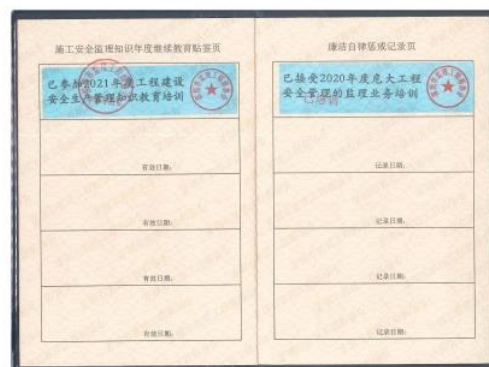 施工安全监理知识年度继续教育贴签页
已参加2021年度工程建设
安全生产管理知识教育培训
有效日期:
有效日期:
有效日期:
有效日期:
廉洁自律惩戒记录页
已接受2020年度危大工程
安全管理的监理业务培训
记录日期:
记录日期:
记录日期:
记录日期: